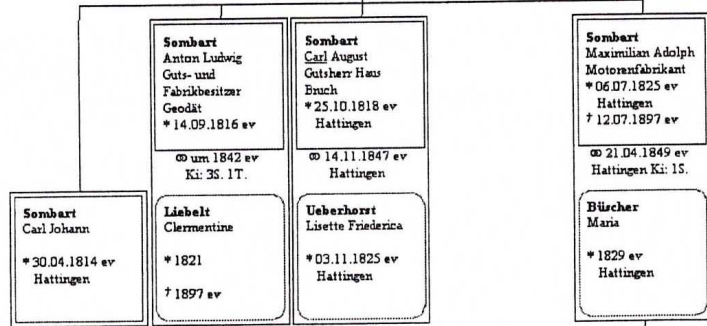 Sombart
Carl Johann
* 30.04.1814 ev
Hattingen
Sombart
Anton Ludwig
Guts- und
Fabrikbesitzer
Geodät
* 14.09.1816 ev
⚭ um 1842 ev
Ki: 3S. 1T.
Liebelt
Clermentine
* 1821
† 1897 ev
Sombart
Carl August
Gutsherr Haus
Bruch
* 25.10.1818 ev
Hattingen
⚭ 14.11.1847 ev
Hattingen
Ueberhorst
Lisette Friederica
* 03.11.1825 ev
Hattingen
Sombart
Maximilian Adolph
Motorenfabrikant
* 06.07.1825 ev
Hattingen
† 12.07.1897 ev
⚭ 21.04.1849 ev
Hattingen Ki: 1S.
Büscher
Maria
* 1829 ev
Hattingen